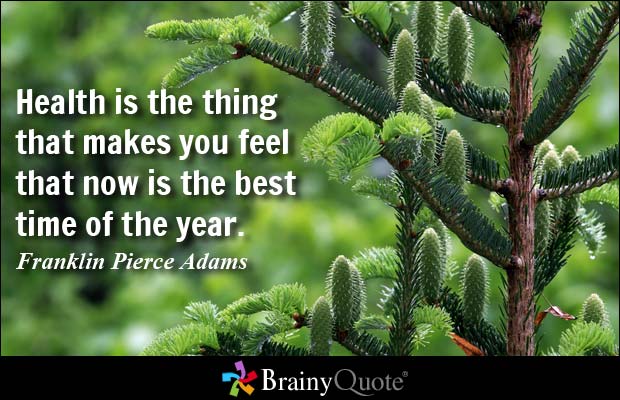 Health is the thing
that makes you feel
that now is the best
time of the year.
Franklin Pierce Adams
BrainyQuote®